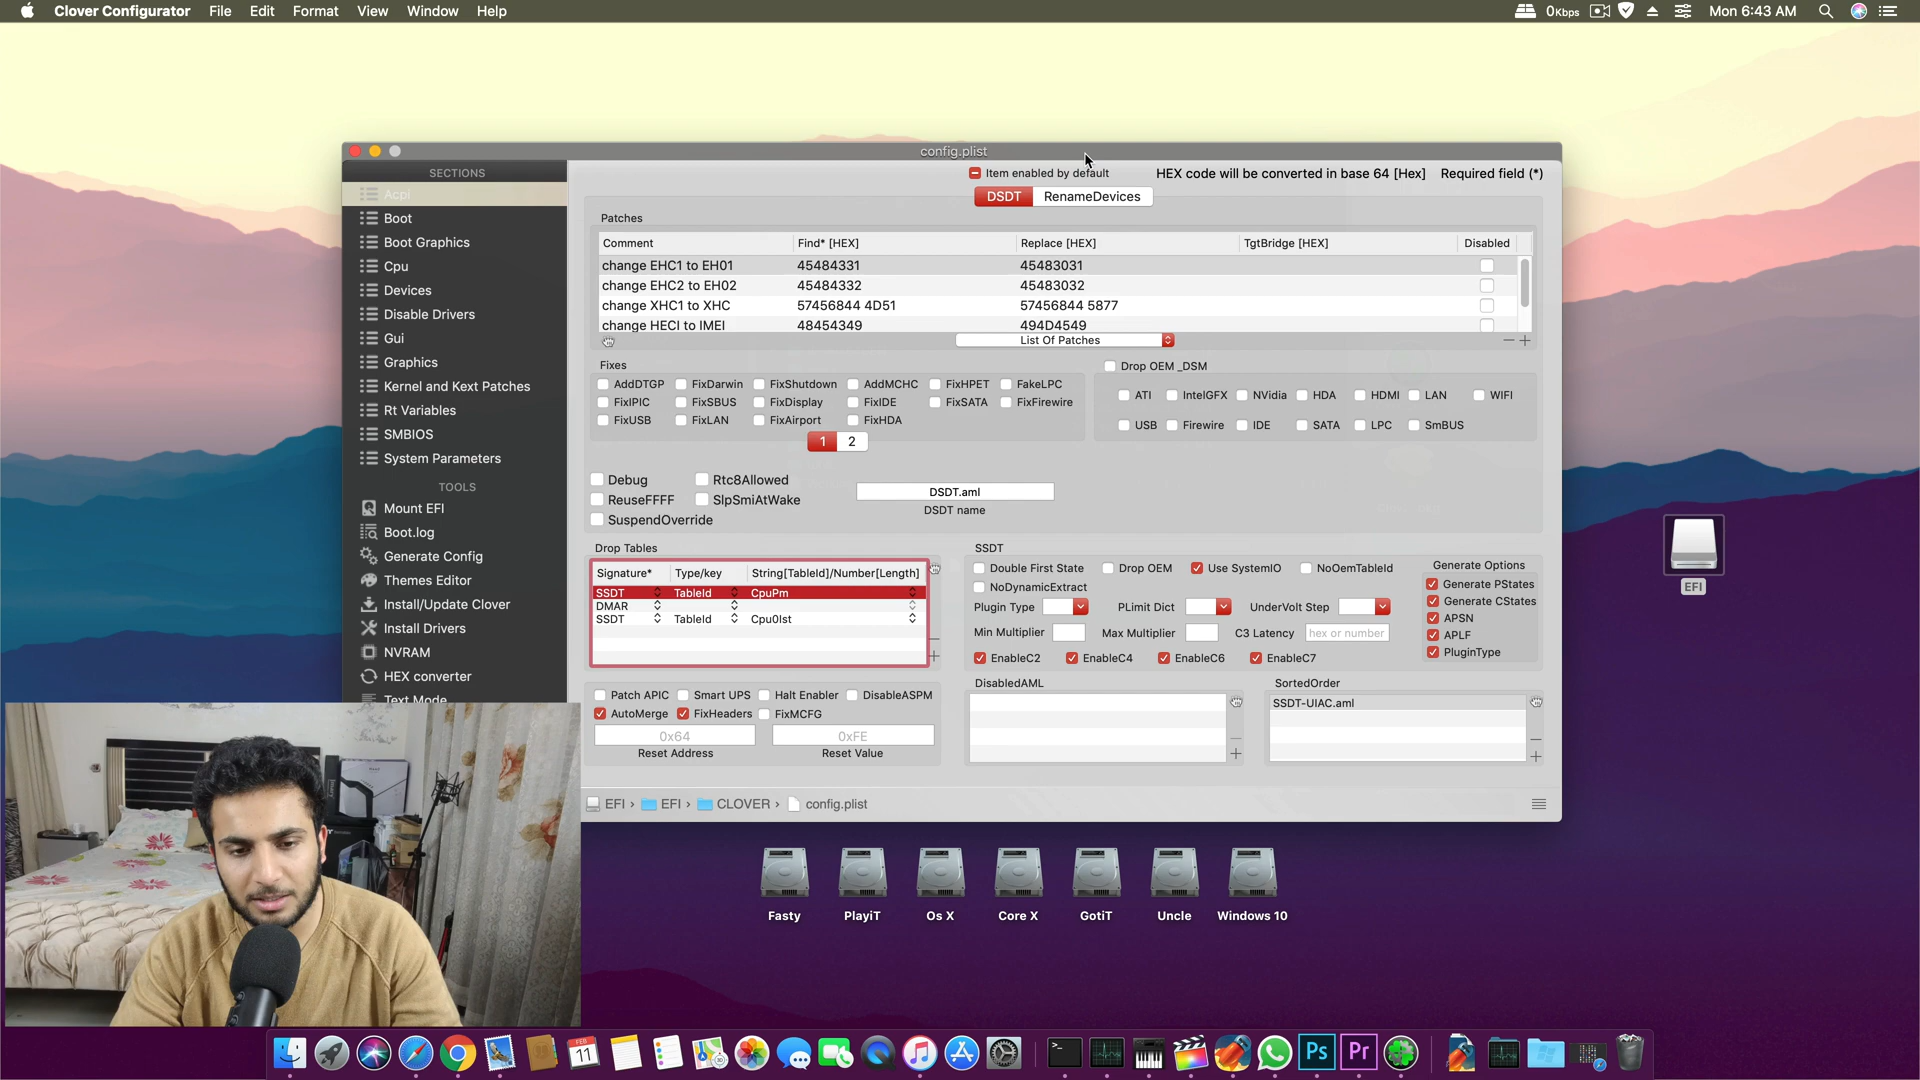 Clover Configurator File Edit Format View Window Help
0Kbps Mon 6:43 AM
config.plist
SECTIONS
Acpi
Boot
Boot Graphics
Cpu
Devices
Disable Drivers
Gui
Graphics
Kernel and Kext Patches
Rt Variables
SMBIOS
System Parameters
TOOLS
Mount EFI
Boot.log
Generate Config
Themes Editor
Install/Update Clover
Install Drivers
NVRAM
HEX converter
Text Mode
Item enabled by default HEX code will be converted in base 64 [Hex] Required field (*)
DSDT RenameDevices
Patches
Comment Find* [HEX] Replace [HEX] TgtBridge [HEX] Disabled
change EHC1 to EH01 45484331 45483031
change EHC2 to EH02 45484332 45483032
change XHC1 to XHC 57456844 4D51 57456844 5877
change HECI to IMEI 48454349 494D4549
List Of Patches
Fixes
AddDTGP FixDarwin FixShutdown AddMCHC FixHPET FakeLPC
FixIPIC FixSBUS FixDisplay FixIDE FixSATA FixFirewire
FixUSB FixLAN FixAirport FixHDA
1 2
Drop OEM _DSM
ATI IntelGFX NVidia HDA HDMI LAN WIFI
USB Firewire IDE SATA LPC SmBUS
Debug Rtc8Allowed
ReuseFFFF SlpSmiAtWake
SuspendOverride
DSDT.aml
DSDT name
Drop Tables
Signature* Type/key String[TableId]/Number[Length]
SSDT TableId CpuPm
DMAR
SSDT TableId Cpu0Ist
SSDT
Double First State Drop OEM Use SystemIO NoOemTableId
NoDynamicExtract
Plugin Type PLimit Dict UnderVolt Step
Min Multiplier Max Multiplier C3 Latency hex or number
EnableC2 EnableC4 EnableC6 EnableC7
Generate Options
Generate PStates
Generate CStates
APSN
APLF
PluginType
Patch APIC Smart UPS Halt Enabler DisableASPM
AutoMerge FixHeaders FixMCFG
0x64 0xFE
Reset Address Reset Value
DisabledAML
SortedOrder
SSDT-UIAC.aml
EFI › EFI › CLOVER › config.plist
EFI
Fasty PlayiT Os X Core X GotiT Uncle Windows 10
FEB
11
Ps Pr